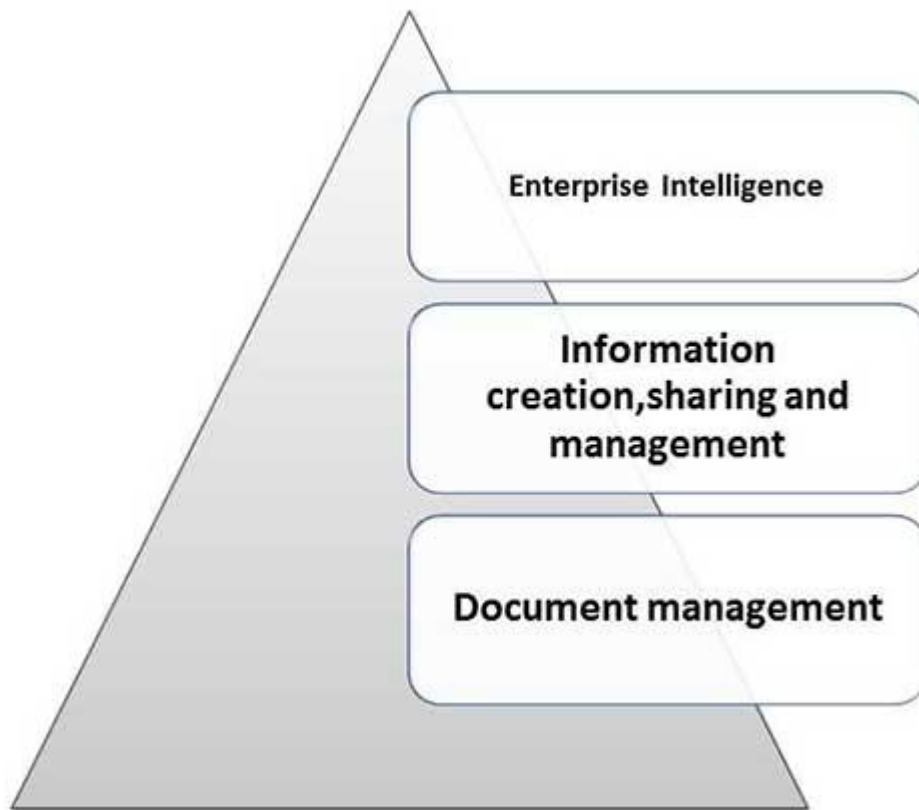 Enterprise Intelligence
Information
creation,sharing and
management
Document management